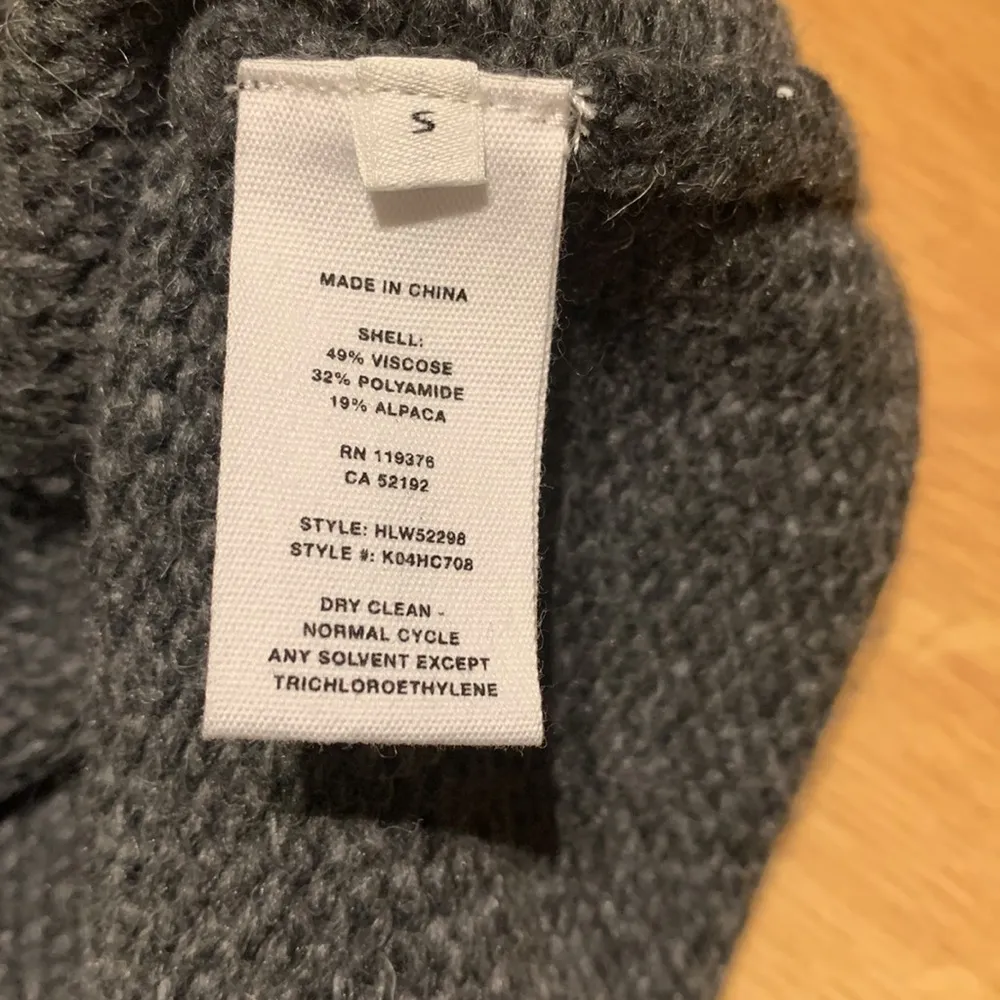 S
MADE IN CHINA
SHELL:
49% VISCOSE
32% POLYAMIDE
19% ALPACA
RN 119376
CA 52192
STYLE: HLW52298
STYLE #: K04HC708
DRY CLEAN -
NORMAL CYCLE
ANY SOLVENT EXCEPT
TRICHLOROETHYLENE